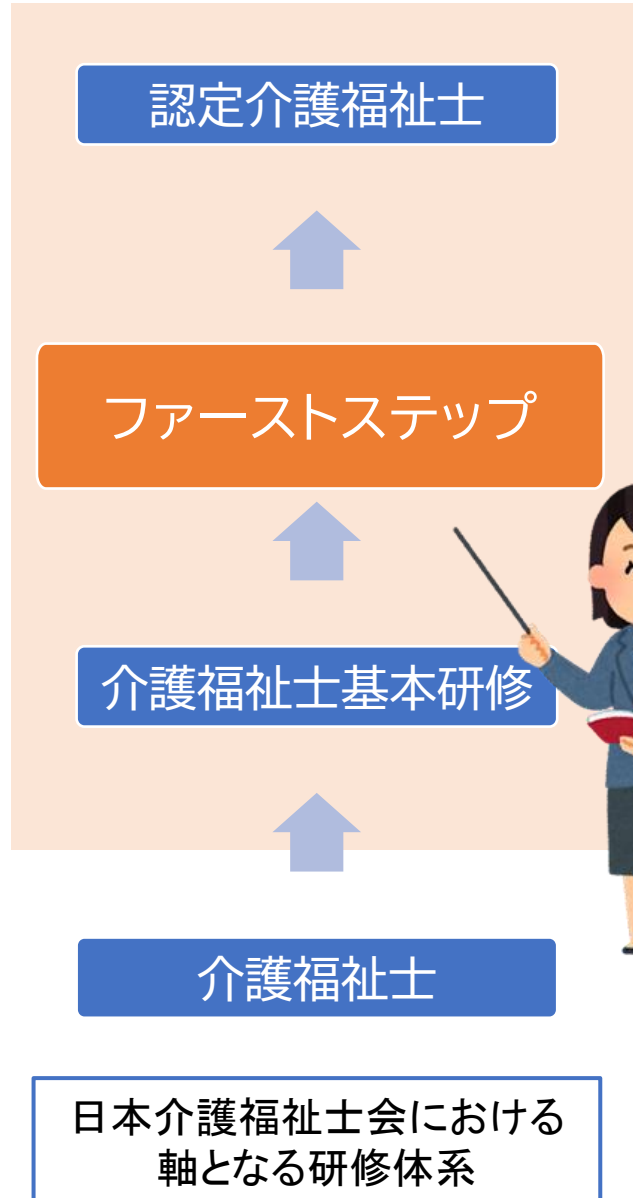 認定介護福祉士
ファーストステップ
介護福祉士基本研修
介護福祉士
日本介護福祉士会における
軸となる研修体系